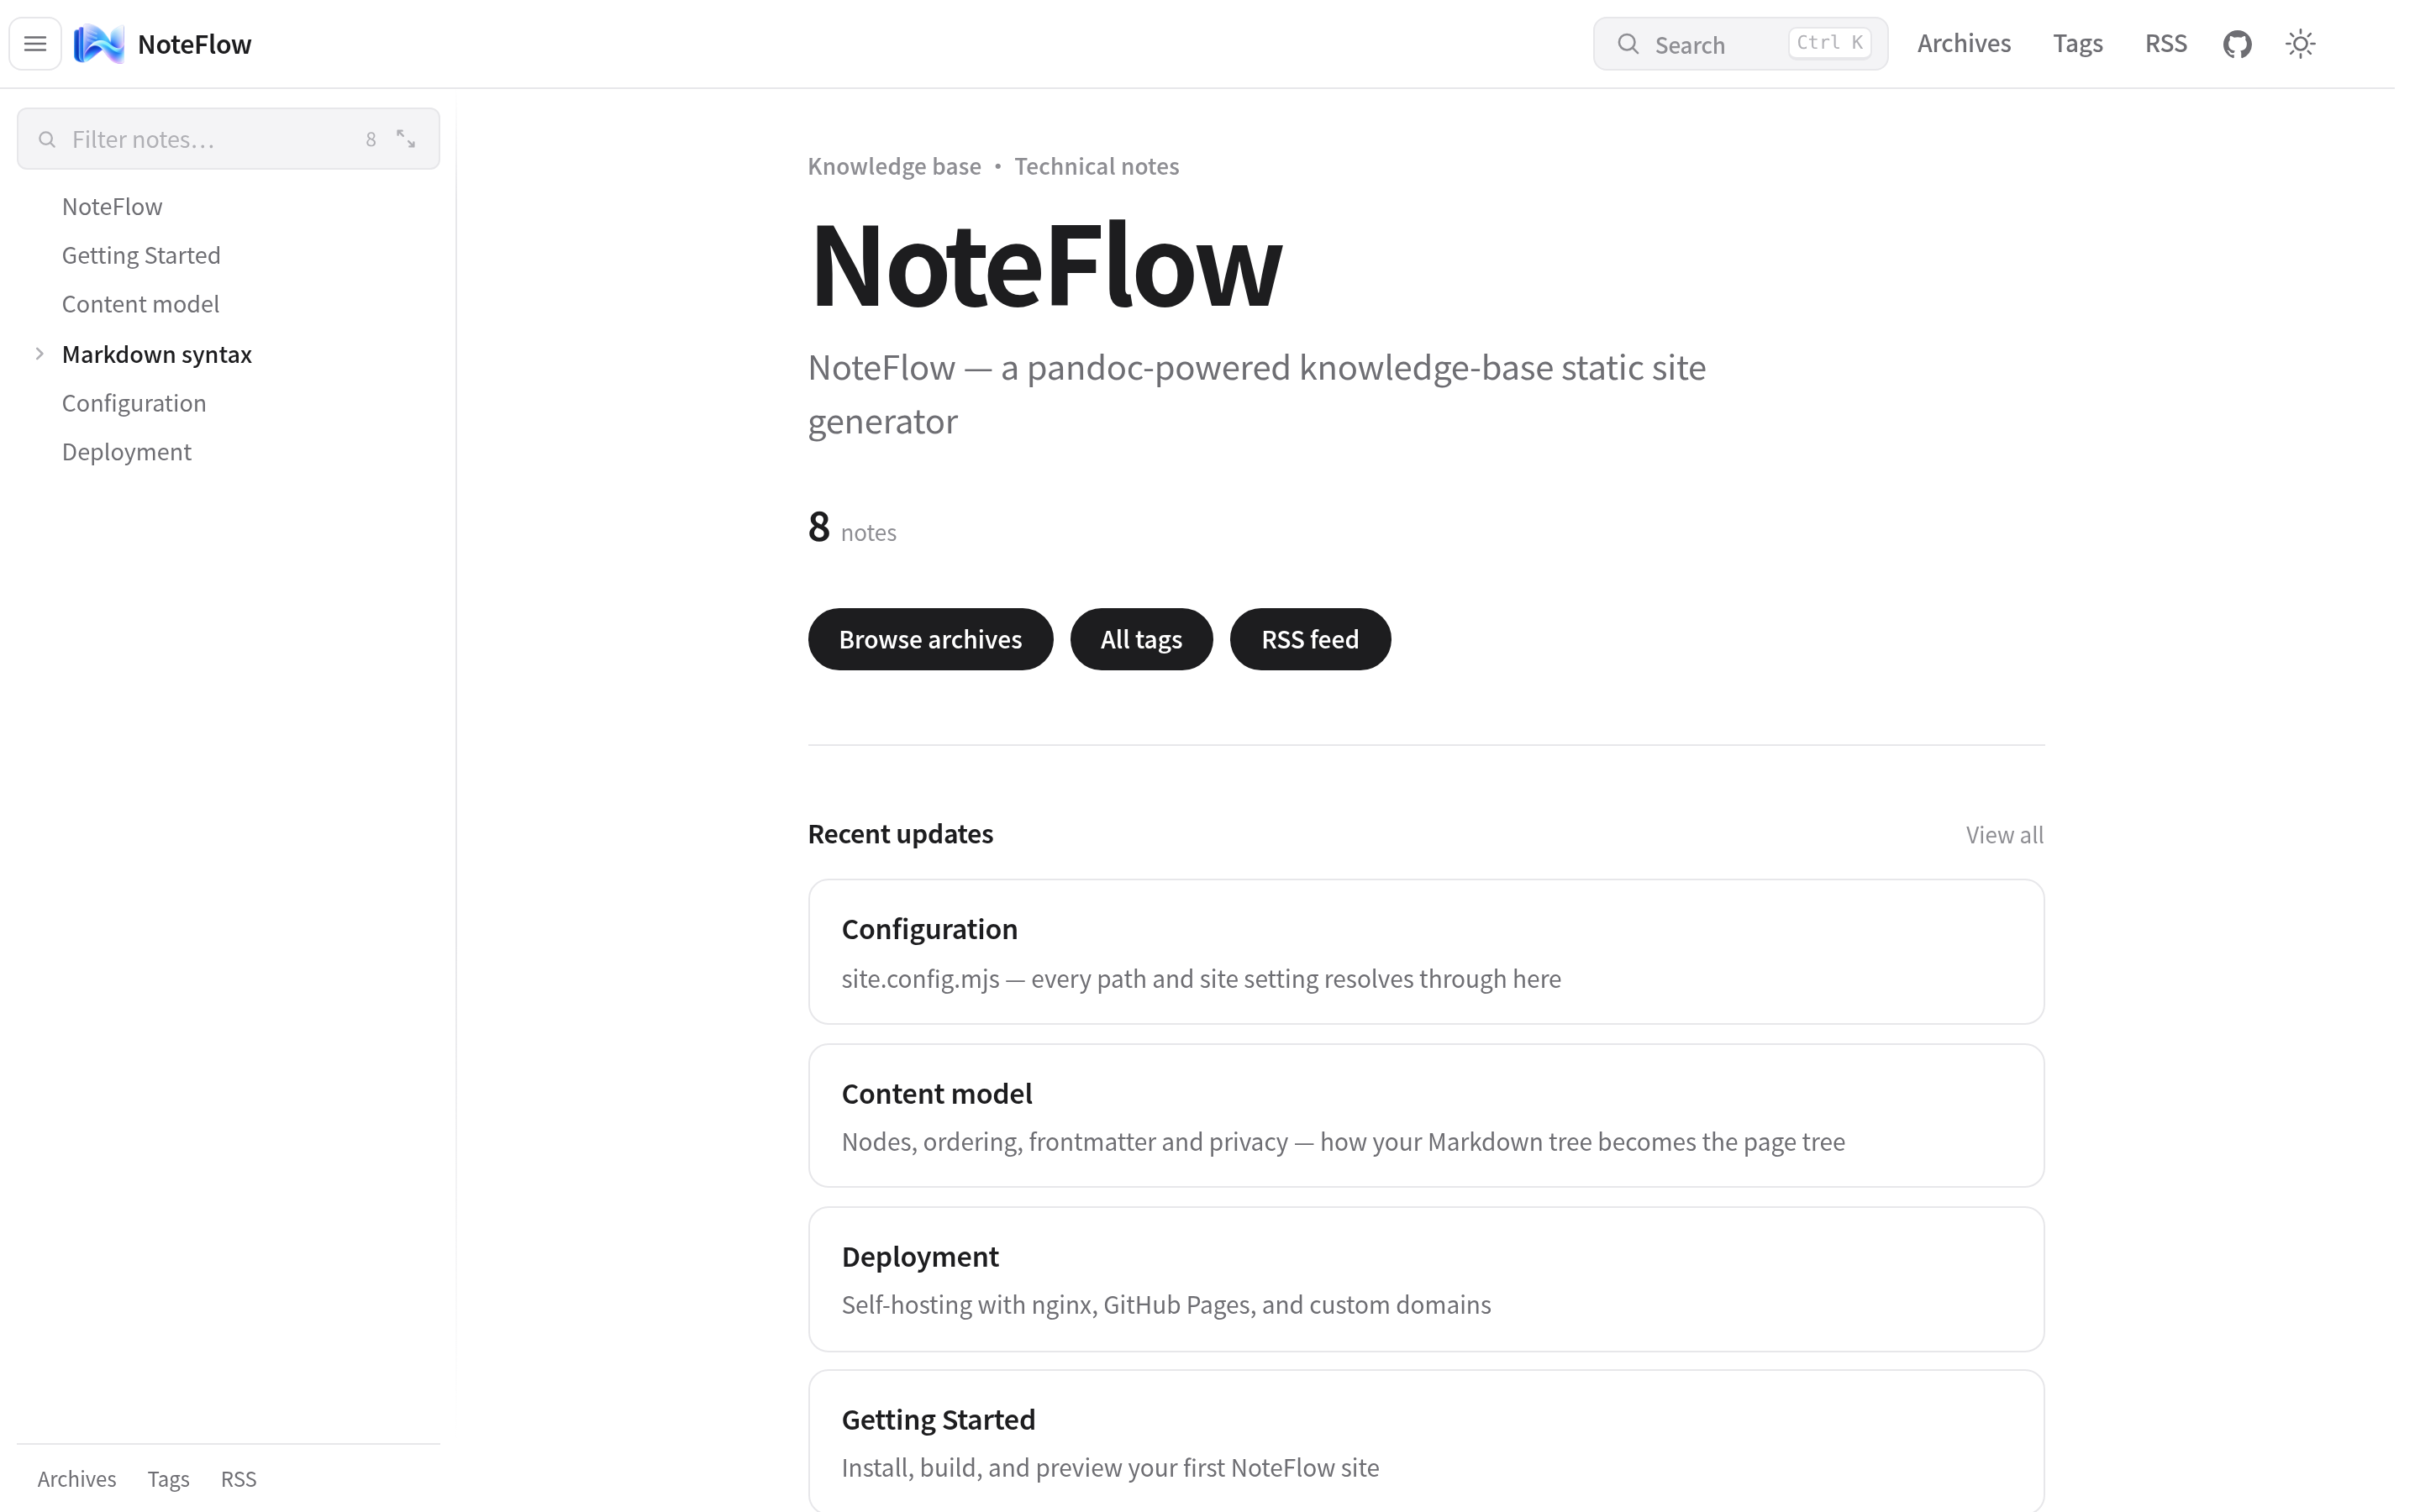 NoteFlow
Search
Ctrl K
Archives
Tags
RSS
Filter notes…
8
NoteFlow
Getting Started
Content model
Markdown syntax
Configuration
Deployment
Archives
Tags
RSS
Knowledge base • Technical notes
NoteFlow
NoteFlow — a pandoc-powered knowledge-base static site
generator
8 notes
Browse archives
All tags
RSS feed
Recent updates
View all
Configuration
site.config.mjs — every path and site setting resolves through here
Content model
Nodes, ordering, frontmatter and privacy — how your Markdown tree becomes the page tree
Deployment
Self-hosting with nginx, GitHub Pages, and custom domains
Getting Started
Install, build, and preview your first NoteFlow site